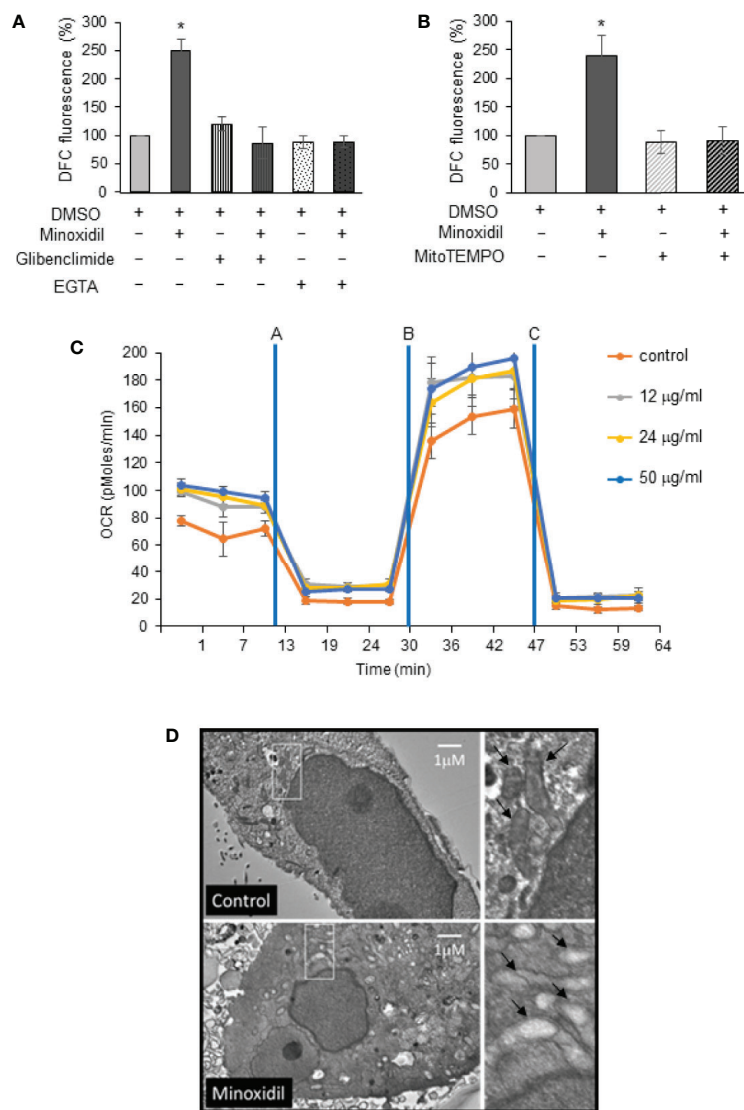 A
DFC fluorescence (%)
300
250
200
150
100
50
0
*
DMSO + + + + + +
Minoxidil – + – + – +
Glibenclimide – – + + – –
EGTA – – – – + +
B
DFC fluorescence (%)
300
250
200
150
100
50
0
*
DMSO + + + +
Minoxidil – + – +
MitoTEMPO – – + +
C
A B C
OCR (pMoles/mln)
200
180
160
140
120
100
80
60
40
20
0
1 7 13 19 27 30 36 42 47 53 59 64
Time (min)
control
12 µg/ml
24 µg/ml
50 µg/ml
D
1µM
Control
1µM
Minoxidil